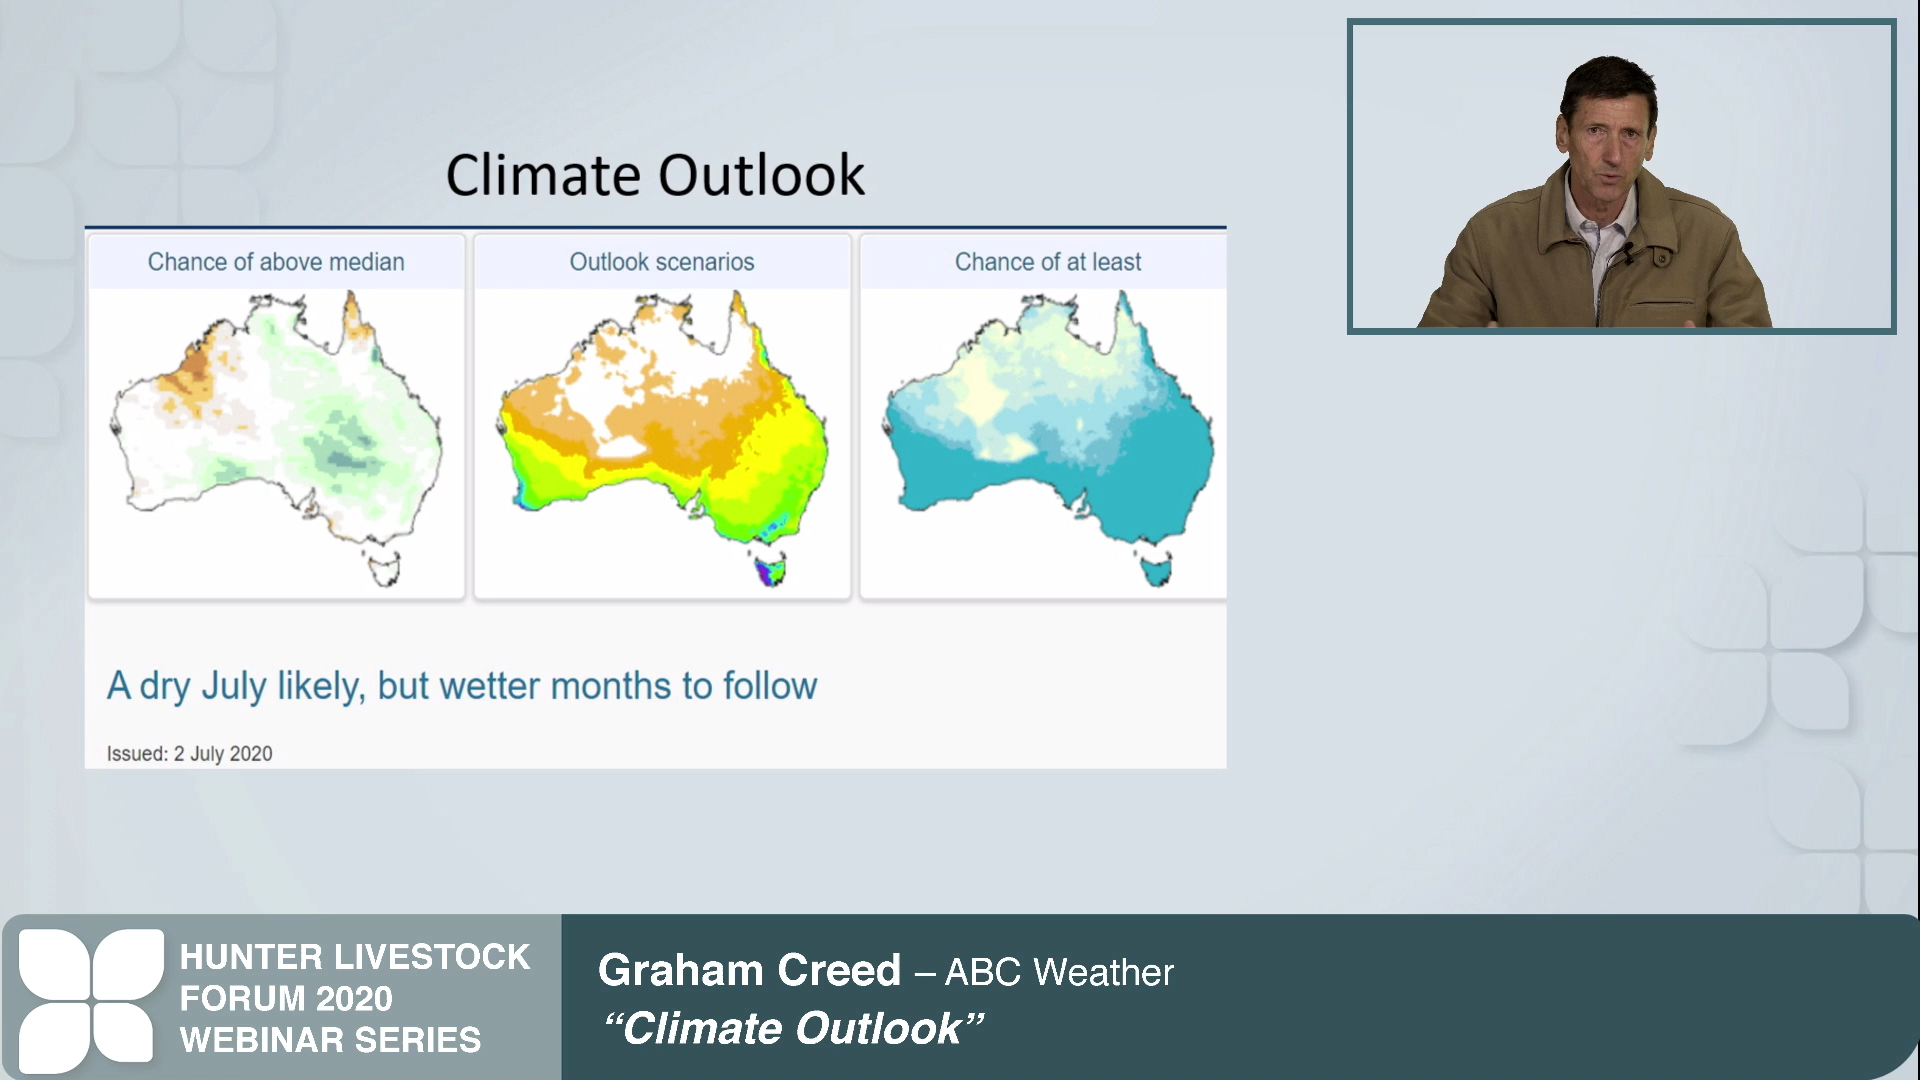 Climate Outlook
Chance of above median
Outlook scenarios
Chance of at least
A dry July likely, but wetter months to follow
Issued: 2 July 2020
HUNTER LIVESTOCK
FORUM 2020
WEBINAR SERIES
Graham Creed – ABC Weather
“Climate Outlook”